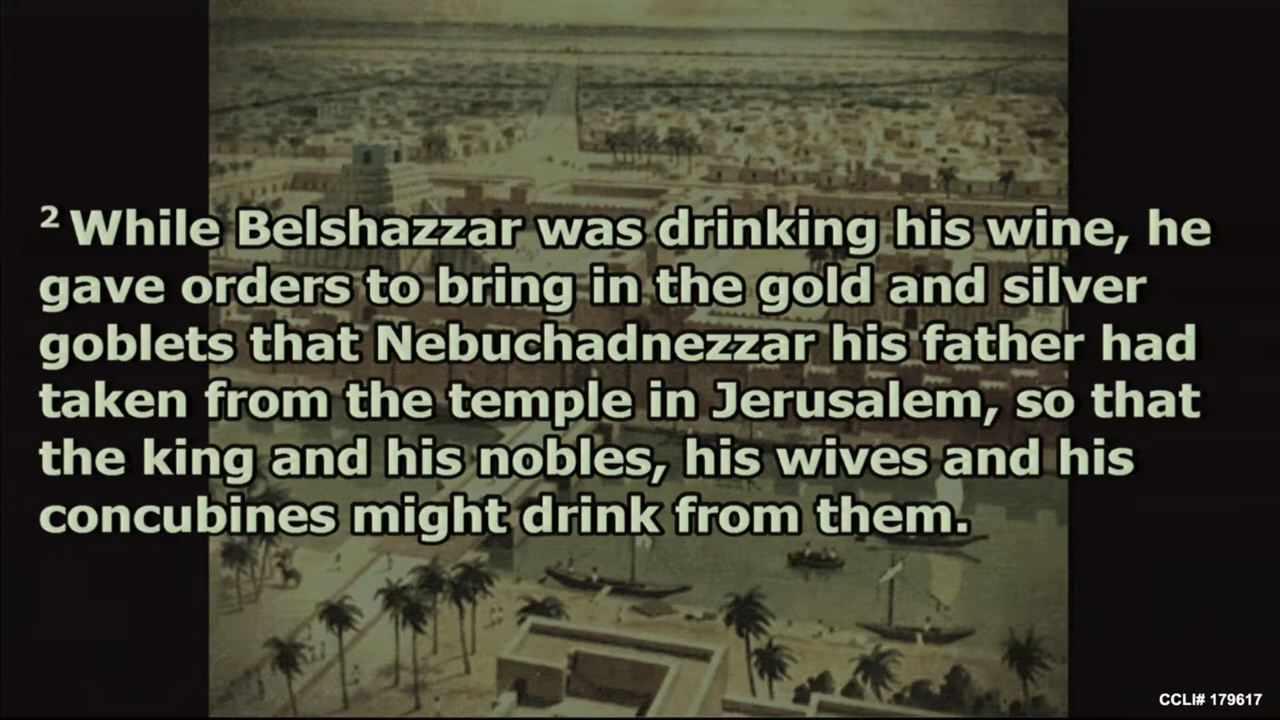 ² While Belshazzar was drinking his wine, he
gave orders to bring in the gold and silver
goblets that Nebuchadnezzar his father had
taken from the temple in Jerusalem, so that
the king and his nobles, his wives and his
concubines might drink from them.
CCLI# 179617